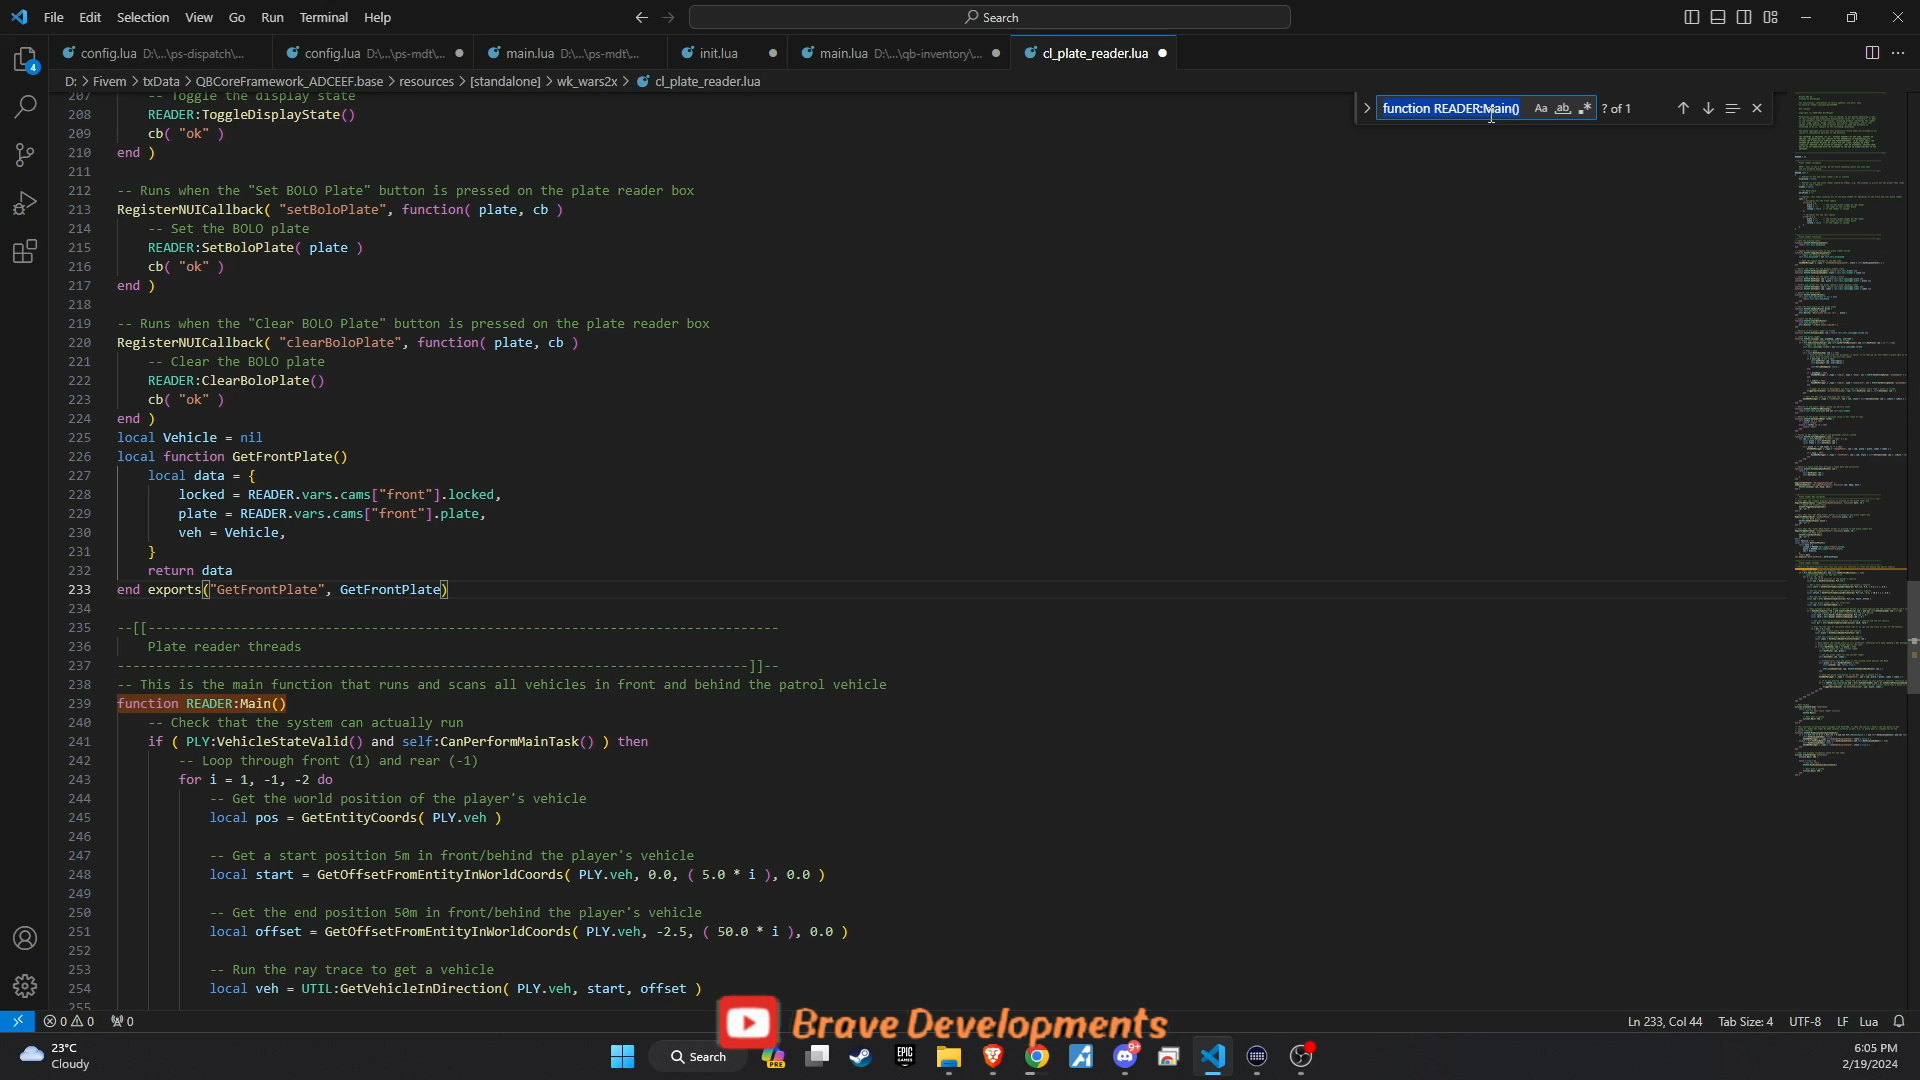 File Edit Selection View Go Run Terminal Help
Search
config.lua D:\...\ps-dispatch\...
config.lua D:\...\ps-mdt\...
main.lua D:\...\ps-mdt\...
init.lua
main.lua D:\...\qb-inventory\...
cl_plate_reader.lua
D: > Fivem > txData > QBCoreFramework_ADCEEF.base > resources > [standalone] > wk_wars2x > cl_plate_reader.lua
function READER:Main()
Aa ab .* ? of 1
207 -- Toggle the display state
208 READER:ToggleDisplayState()
209 cb( "ok" )
210 end )
211
212 -- Runs when the "Set BOLO Plate" button is pressed on the plate reader box
213 RegisterNUICallback( "setBoloPlate", function( plate, cb )
214 -- Set the BOLO plate
215 READER:SetBoloPlate( plate )
216 cb( "ok" )
217 end )
218
219 -- Runs when the "Clear BOLO Plate" button is pressed on the plate reader box
220 RegisterNUICallback( "clearBoloPlate", function( plate, cb )
221 -- Clear the BOLO plate
222 READER:ClearBoloPlate()
223 cb( "ok" )
224 end )
225 local Vehicle = nil
226 local function GetFrontPlate()
227 local data = {
228 locked = READER.vars.cams["front"].locked,
229 plate = READER.vars.cams["front"].plate,
230 veh = Vehicle,
231 }
232 return data
233 end exports("GetFrontPlate", GetFrontPlate)
234
235 --[[----------------------------------------------------------------------------------
236 Plate reader threads
237 ----------------------------------------------------------------------------------]]--
238 -- This is the main function that runs and scans all vehicles in front and behind the patrol vehicle
239 function READER:Main()
240 -- Check that the system can actually run
241 if ( PLY:VehicleStateValid() and self:CanPerformMainTask() ) then
242 -- Loop through front (1) and rear (-1)
243 for i = 1, -1, -2 do
244 -- Get the world position of the player's vehicle
245 local pos = GetEntityCoords( PLY.veh )
246
247 -- Get a start position 5m in front/behind the player's vehicle
248 local start = GetOffsetFromEntityInWorldCoords( PLY.veh, 0.0, ( 5.0 * i ), 0.0 )
249
250 -- Get the end position 50m in front/behind the player's vehicle
251 local offset = GetOffsetFromEntityInWorldCoords( PLY.veh, -2.5, ( 50.0 * i ), 0.0 )
252
253 -- Run the ray trace to get a vehicle
254 local veh = UTIL:GetVehicleInDirection( PLY.veh, start, offset )
255
0 0 0
Ln 233, Col 44 Tab Size: 4 UTF-8 LF Lua
Brave Developments
23°C
Cloudy
Search
PRE
EPIC GAMES
9+
6:05 PM
2/19/2024
4